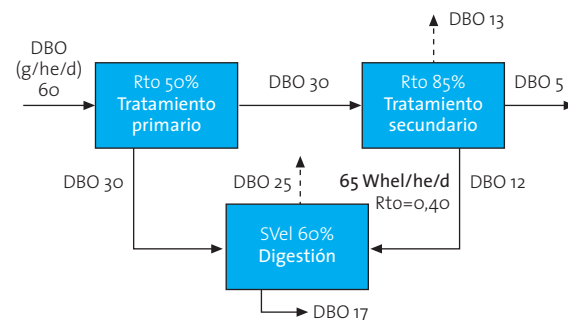 DBO 13
DBO
(g/he/d)
60
Rto 50%
Tratamiento
primario
DBO 30
Rto 85%
Tratamiento
secundario
DBO 5
DBO 30
DBO 25
65 Whel/he/d
Rto=0,40
DBO 12
SVel 60%
Digestión
DBO 17